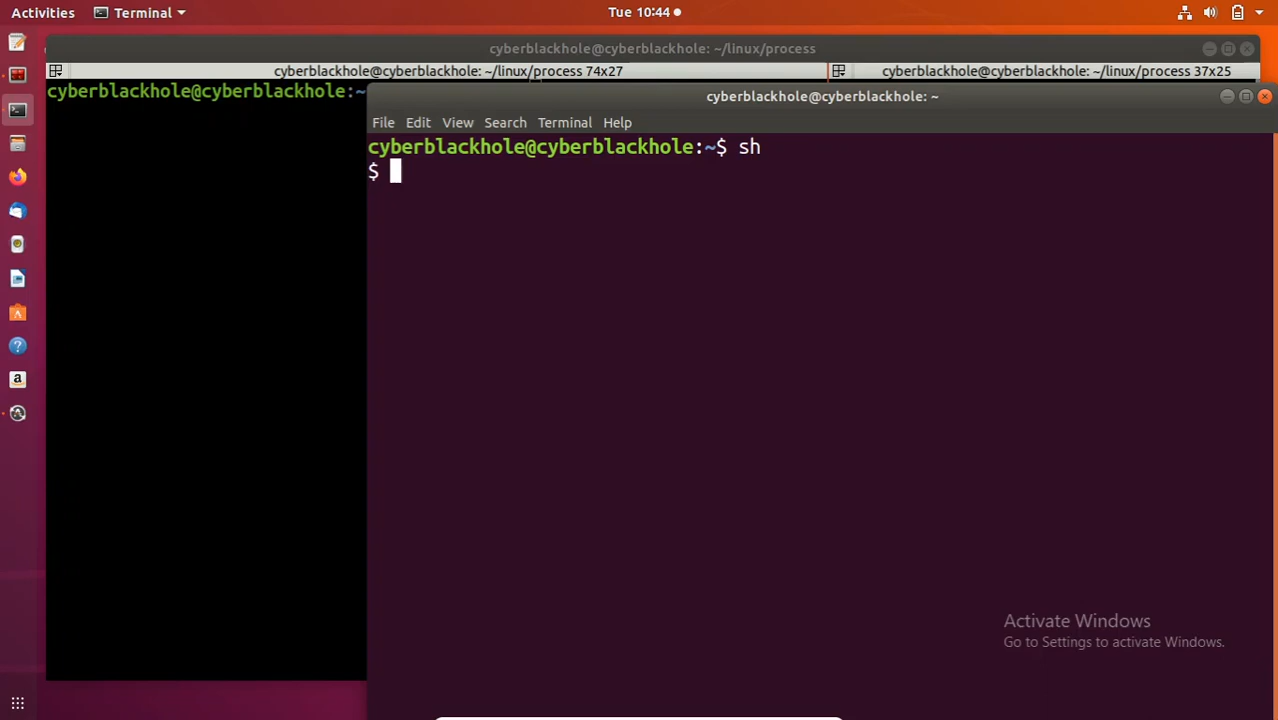 Activities
Terminal
Tue 10:44
cyberblackhole@cyberblackhole: ~/linux/process
cyberblackhole@cyberblackhole: ~/linux/process 74x27
cyberblackhole@cyberblackhole: ~/linux/process 37x25
cyberblackhole@cyberblackhole:~
cyberblackhole@cyberblackhole: ~
File Edit View Search Terminal Help
cyberblackhole@cyberblackhole:~$ sh
$
a
Activate Windows
Go to Settings to activate Windows.